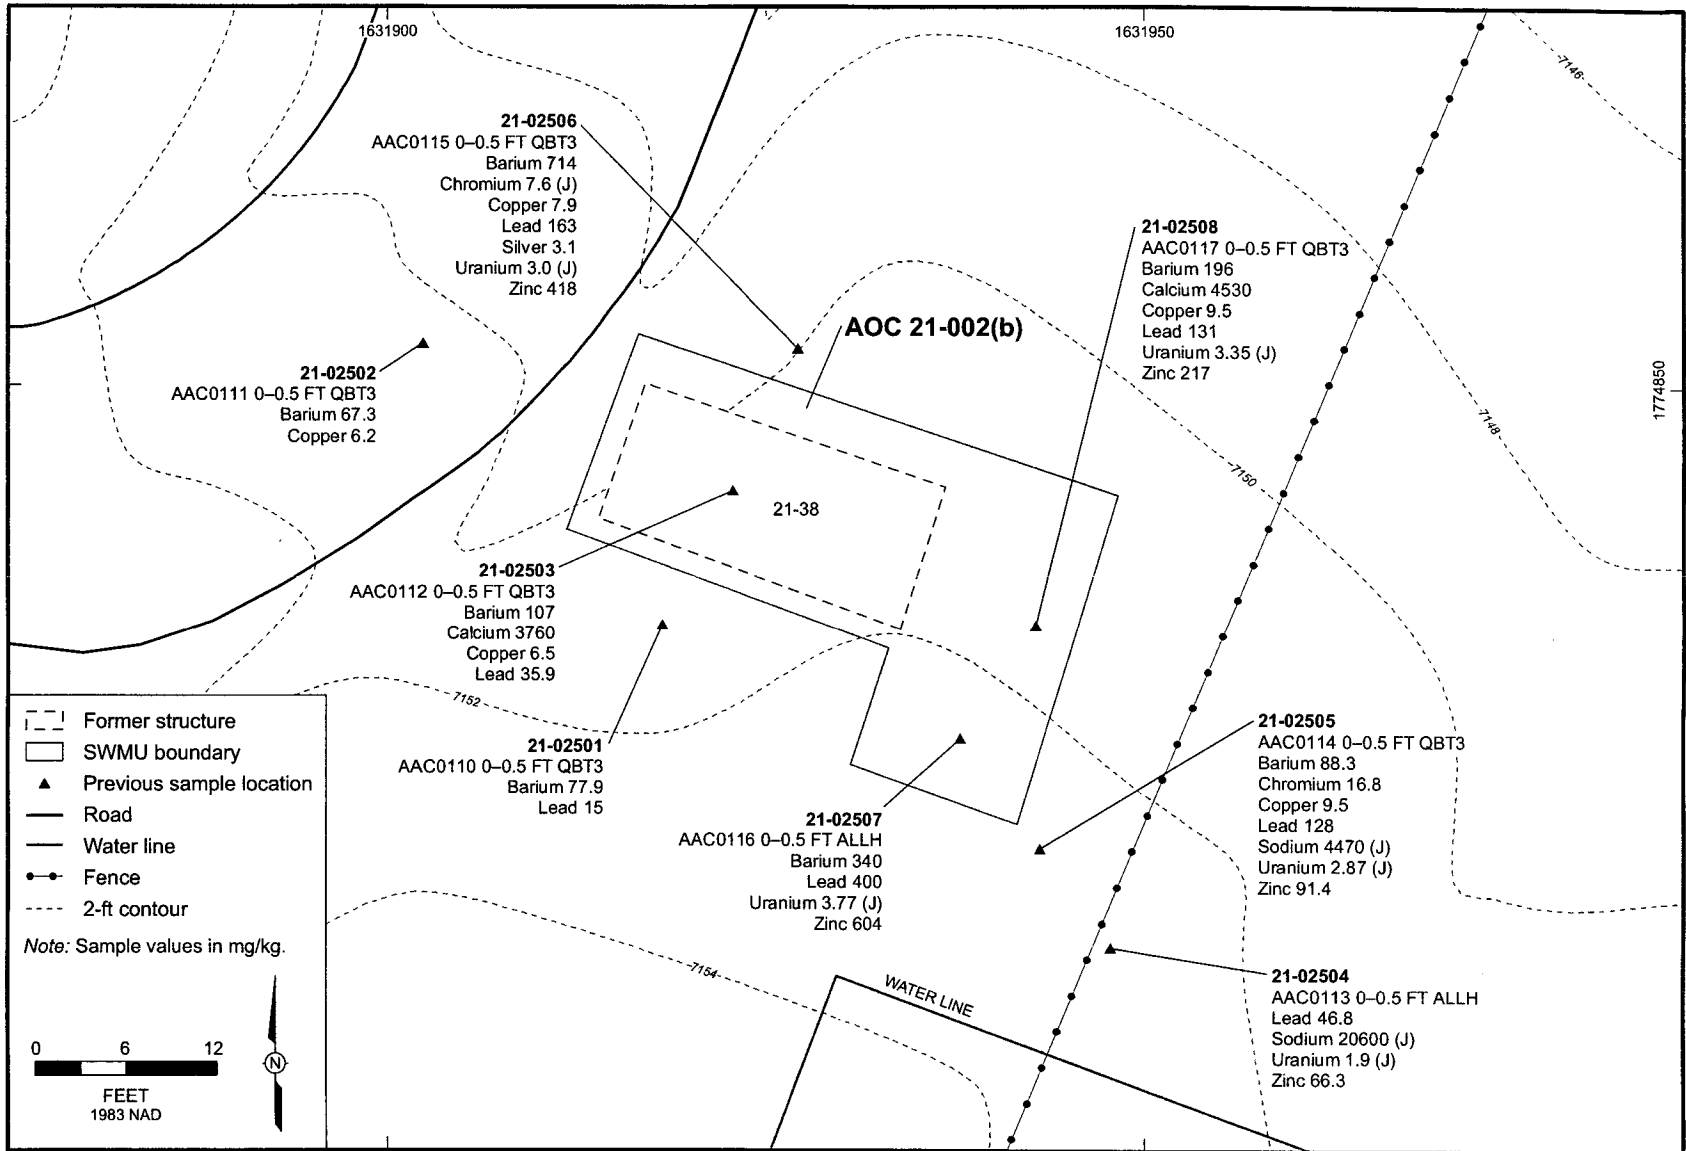 1631900
1631950
7146
21-02506
AAC0115 0–0.5 FT QBT3
Barium 714
Chromium 7.6 (J)
Copper 7.9
Lead 163
Silver 3.1
Uranium 3.0 (J)
Zinc 418
21-02508
AAC0117 0–0.5 FT QBT3
Barium 196
Calcium 4530
Copper 9.5
Lead 131
Uranium 3.35 (J)
Zinc 217
AOC 21-002(b)
21-02502
AAC0111 0–0.5 FT QBT3
Barium 67.3
Copper 6.2
1774850
7148
7150
21-38
21-02503
AAC0112 0–0.5 FT QBT3
Barium 107
Calcium 3760
Copper 6.5
Lead 35.9
7152
21-02501
AAC0110 0–0.5 FT QBT3
Barium 77.9
Lead 15
21-02507
AAC0116 0–0.5 FT ALLH
Barium 340
Lead 400
Uranium 3.77 (J)
Zinc 604
21-02505
AAC0114 0–0.5 FT QBT3
Barium 88.3
Chromium 16.8
Copper 9.5
Lead 128
Sodium 4470 (J)
Uranium 2.87 (J)
Zinc 91.4
21-02504
AAC0113 0–0.5 FT ALLH
Lead 46.8
Sodium 20600 (J)
Uranium 1.9 (J)
Zinc 66.3
7154
WATER LINE
Former structure
SWMU boundary
Previous sample location
Road
Water line
Fence
2-ft contour
Note: Sample values in mg/kg.
0 6 12
FEET
1983 NAD
N